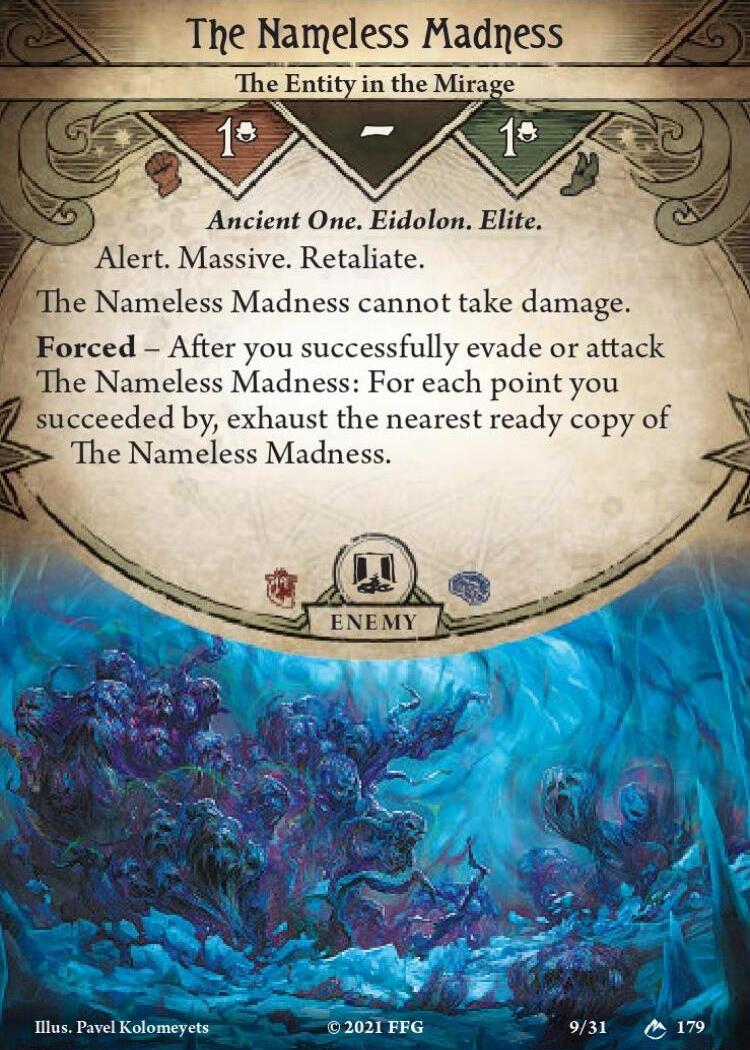 The Nameless Madness
The Entity in the Mirage
1 – 1
Ancient One. Eidolon. Elite.
Alert. Massive. Retaliate.
The Nameless Madness cannot take damage.
Forced – After you successfully evade or attack
The Nameless Madness: For each point you
succeeded by, exhaust the nearest ready copy of
The Nameless Madness.
ENEMY
Illus. Pavel Kolomeyets © 2021 FFG 9/31 179